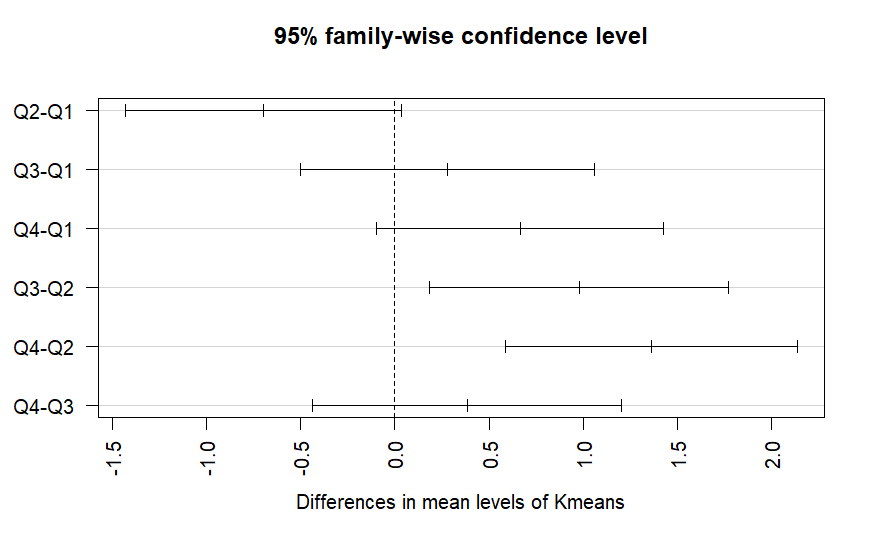 95% family-wise confidence level
Q2-Q1
Q3-Q1
Q4-Q1
Q3-Q2
Q4-Q2
Q4-Q3
-1.5 -1.0 -0.5 0.0 0.5 1.0 1.5 2.0
Differences in mean levels of Kmeans